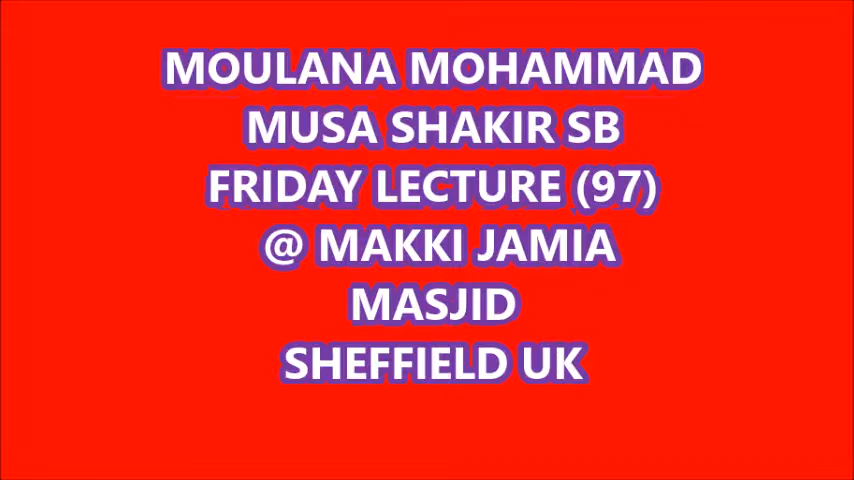 MOULANA MOHAMMAD
MUSA SHAKIR SB
FRIDAY LECTURE (97)
@ MAKKI JAMIA
MASJID
SHEFFIELD UK